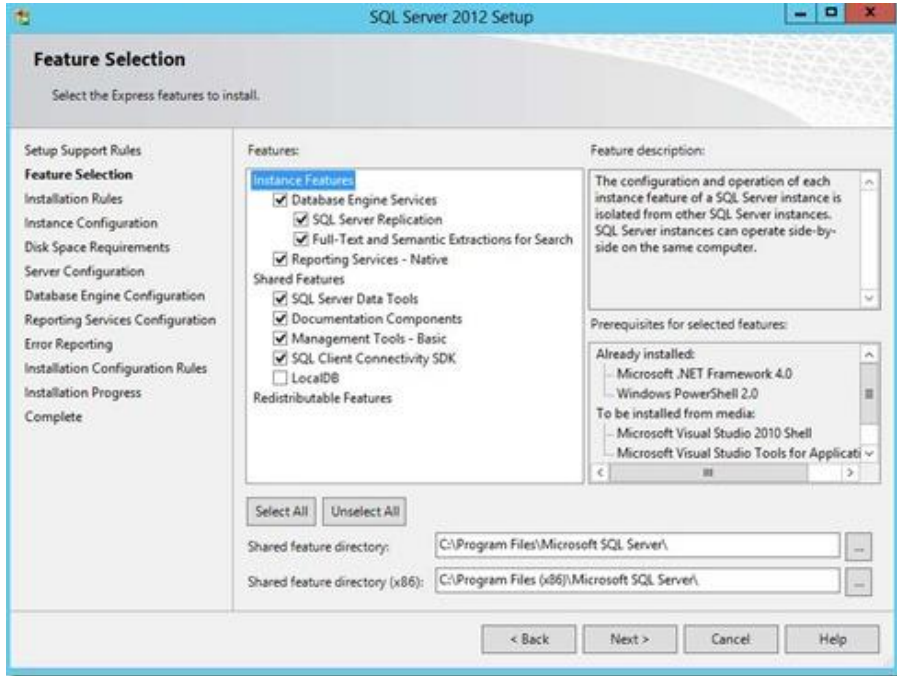 SQL Server 2012 Setup
Feature Selection
Select the Express features to install.
Setup Support Rules
Feature Selection
Installation Rules
Instance Configuration
Disk Space Requirements
Server Configuration
Database Engine Configuration
Reporting Services Configuration
Error Reporting
Installation Configuration Rules
Installation Progress
Complete
Features:
Instance Features
Database Engine Services
SQL Server Replication
Full-Text and Semantic Extractions for Search
Reporting Services - Native
Shared Features
SQL Server Data Tools
Documentation Components
Management Tools - Basic
SQL Client Connectivity SDK
LocalDB
Redistributable Features
Feature description:
The configuration and operation of each
instance feature of a SQL Server instance is
isolated from other SQL Server instances.
SQL Server instances can operate side-by-
side on the same computer.
Prerequisites for selected features:
Already installed:
Microsoft .NET Framework 4.0
Windows PowerShell 2.0
To be installed from media:
Microsoft Visual Studio 2010 Shell
Microsoft Visual Studio Tools for Applicati
Select All
Unselect All
Shared feature directory:
C:\Program Files\Microsoft SQL Server\
...
Shared feature directory (x86):
C:\Program Files (x86)\Microsoft SQL Server\
...
< Back
Next >
Cancel
Help